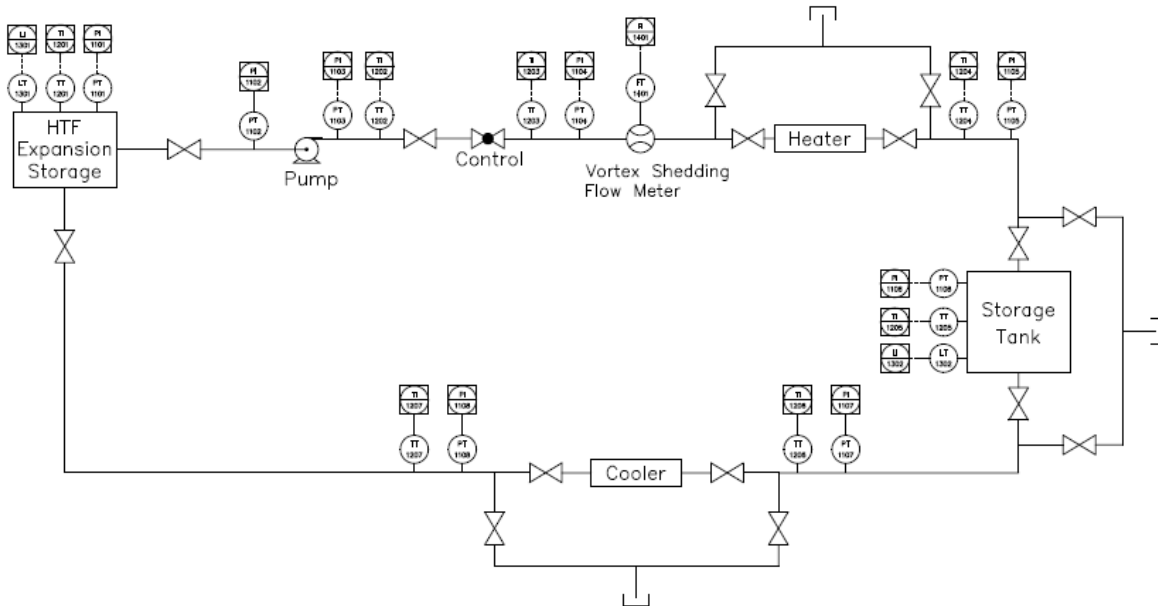 LI
1301
TI
1201
PI
1101
LT
1301
TT
1201
PT
1101
HTF
Expansion
Storage
PI
1102
PT
1102
Pump
PI
1103
TI
1202
PT
1103
TT
1202
Control
TI
1203
PI
1104
TT
1203
PT
1104
FI
1401
FT
1401
Vortex Shedding
Flow Meter
Heater
TI
1204
PI
1105
TT
1204
PT
1105
PI
1106
PT
1106
TI
1205
TT
1205
LI
1302
LT
1302
Storage
Tank
TI
1207
PI
1108
TT
1207
PT
1108
Cooler
TI
1206
PI
1107
TT
1206
PT
1107